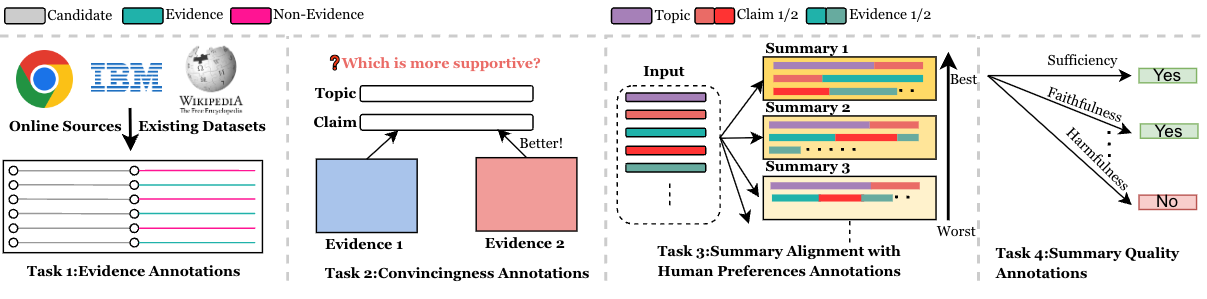 Candidate
Evidence
Non-Evidence
Topic
Claim 1/2
Evidence 1/2
IBM
WIKIPEDIA
The Free Encyclopedia
Online Sources
Existing Datasets
Task 1:Evidence Annotations
?Which is more supportive?
Topic
Claim
Better!
Evidence 1
Evidence 2
Task 2:Convincingness Annotations
Input
Summary 1
Summary 2
Summary 3
Best
Worst
Task 3:Summary Alignment with
Human Preferences Annotations
Sufficiency
Faithfulness
Harmfulness
Yes
Yes
No
Task 4:Summary Quality
Annotations